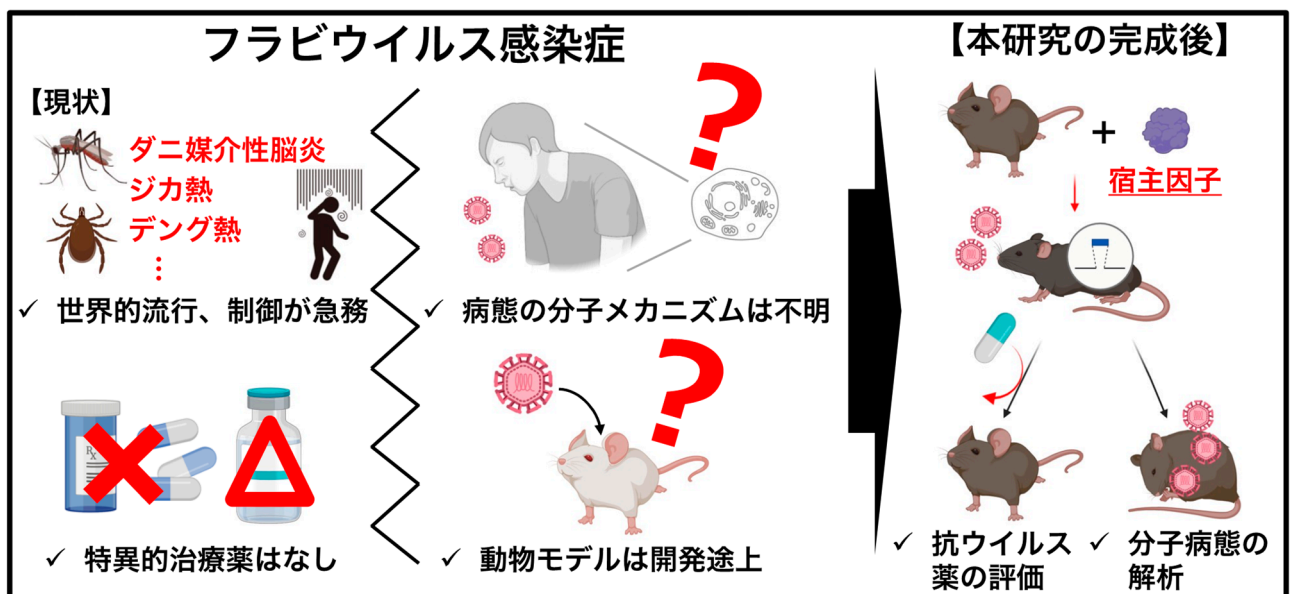 フラビウイルス感染症
【現状】
ダニ媒介性脳炎
ジカ熱
デング熱
⋮
✓ 世界的流行、制御が急務
✓ 病態の分子メカニズムは不明
?
Rx
✓ 特異的治療薬はなし
?
✓ 動物モデルは開発途上
【本研究の完成後】
+
宿主因子
✓ 抗ウイルス
薬の評価
✓ 分子病態の
解析